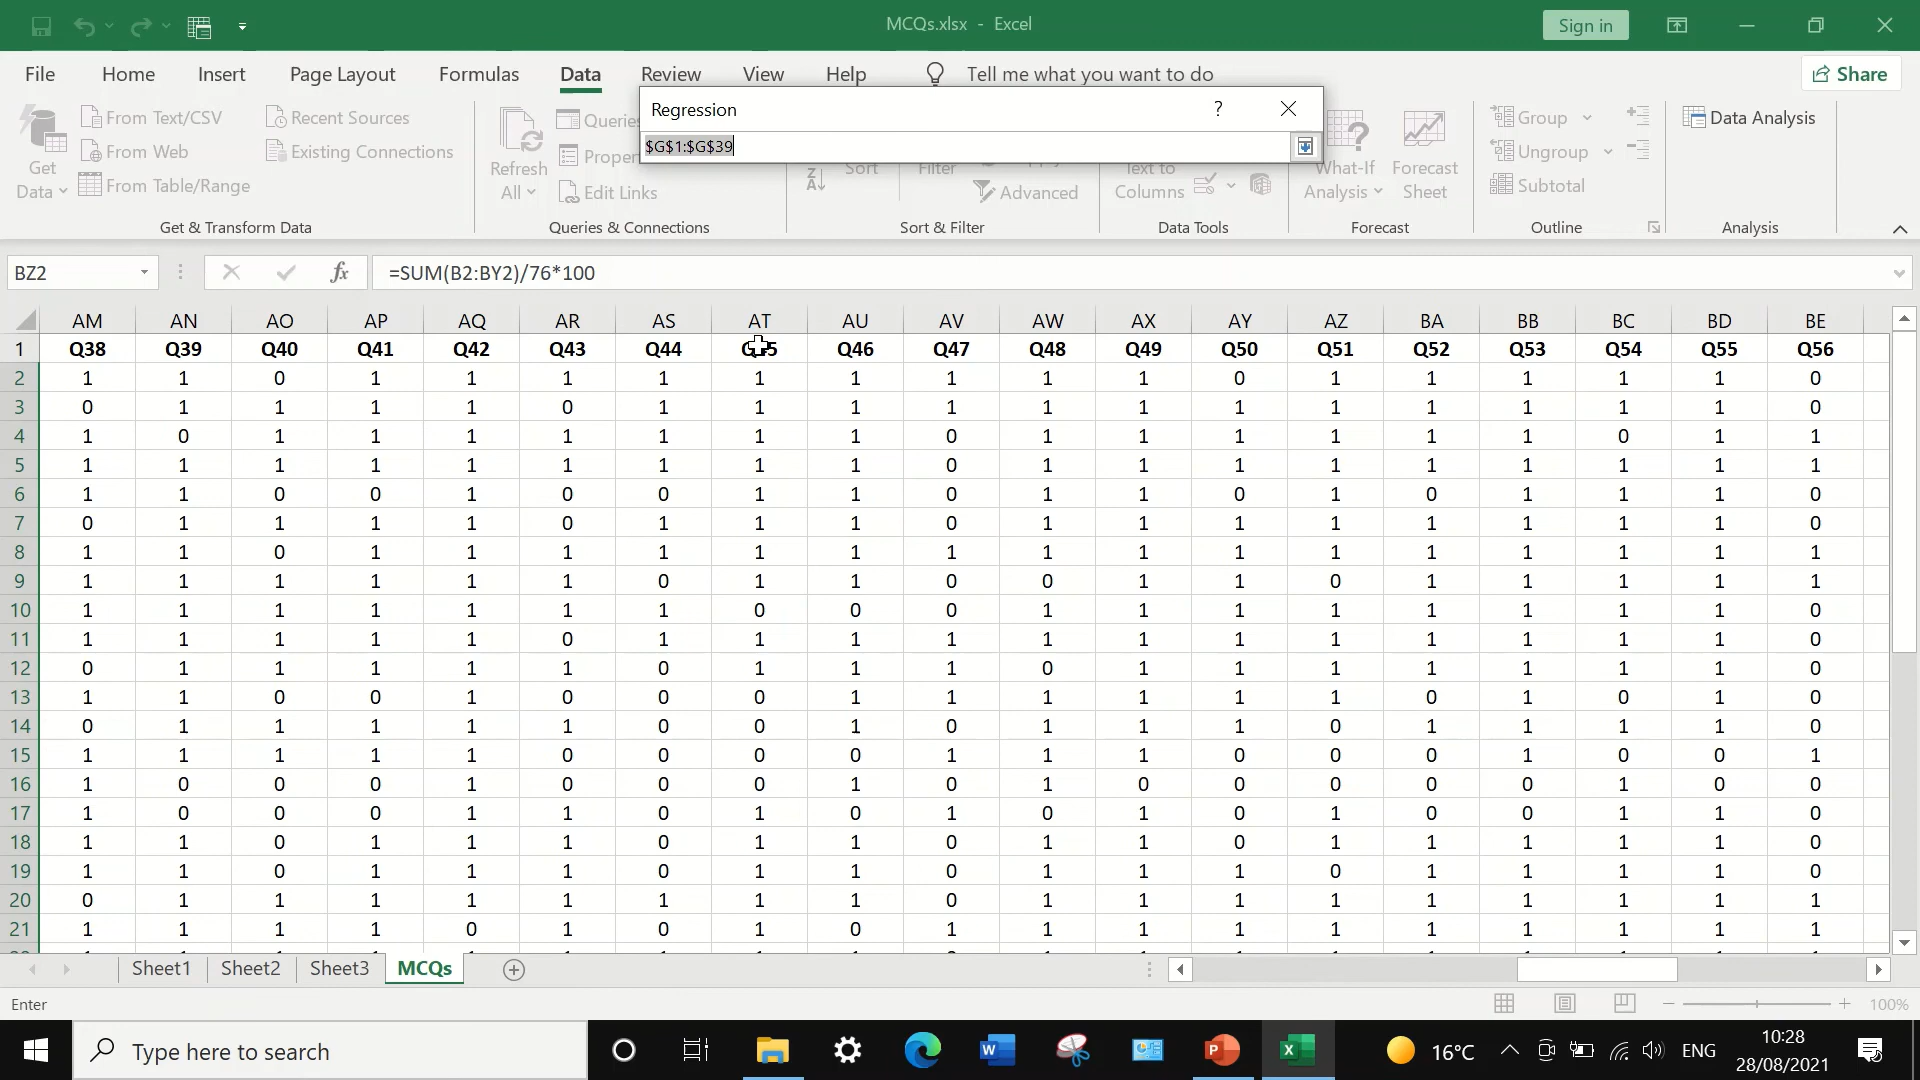 MCQs.xlsx - Excel
Sign in
File Home Insert Page Layout Formulas Data Review View Help Tell me what you want to do Share
Regression ?
$G$1:$G$39
Get Data
From Text/CSV
From Web
From Table/Range
Recent Sources
Existing Connections
Get & Transform Data
Refresh All
Queries
Proper
Edit Links
Queries & Connections
Sort
Filter
Advanced
Sort & Filter
Text to Columns
Data Tools
What-If Analysis
Forecast Sheet
Forecast
Group
Ungroup
Subtotal
Outline
Data Analysis
Analysis
BZ2 fx =SUM(B2:BY2)/76*100
AM AN AO AP AQ AR AS AT AU AV AW AX AY AZ BA BB BC BD BE
1 Q38 Q39 Q40 Q41 Q42 Q43 Q44 Q45 Q46 Q47 Q48 Q49 Q50 Q51 Q52 Q53 Q54 Q55 Q56
2 1 1 0 1 1 1 1 1 1 1 1 1 0 1 1 1 1 1 0
3 0 1 1 1 1 0 1 1 1 1 1 1 1 1 1 1 1 1 0
4 1 0 1 1 1 1 1 1 1 0 1 1 1 1 1 1 0 1 1
5 1 1 1 1 1 1 1 1 1 0 1 1 1 1 1 1 1 1 1
6 1 1 0 0 1 0 0 1 1 0 1 1 0 1 0 1 1 1 0
7 0 1 1 1 1 0 1 1 1 0 1 1 1 1 1 1 1 1 0
8 1 1 0 1 1 1 1 1 1 1 1 1 1 1 1 1 1 1 1
9 1 1 1 1 1 1 0 1 1 0 0 1 1 0 1 1 1 1 1
10 1 1 1 1 1 1 1 0 0 0 1 1 1 1 1 1 1 1 0
11 1 1 1 1 1 0 1 1 1 1 1 1 1 1 1 1 1 1 0
12 0 1 1 1 1 1 0 1 1 1 0 1 1 1 1 1 1 1 0
13 1 1 0 0 1 0 0 0 1 1 1 1 1 1 0 1 0 1 0
14 0 1 1 1 1 1 0 0 1 0 1 1 1 0 1 1 1 1 0
15 1 1 1 1 1 0 0 0 0 1 1 1 0 0 0 1 0 0 1
16 1 0 0 0 1 0 0 0 1 0 1 0 0 0 0 0 1 0 0
17 1 0 0 0 1 1 0 1 0 1 0 1 0 1 0 0 1 1 0
18 1 1 0 1 1 1 0 1 1 0 1 1 0 1 1 1 1 1 0
19 1 1 0 1 1 1 0 1 1 0 1 1 1 0 1 1 1 1 0
20 0 1 1 1 1 1 1 1 1 0 1 1 1 1 1 1 1 1 1
21 1 1 1 1 0 1 0 1 0 1 1 1 1 1 1 1 1 1 1
Sheet1 Sheet2 Sheet3 MCQs
Enter
100%
Type here to search
16°C
ENG
10:28
28/08/2021